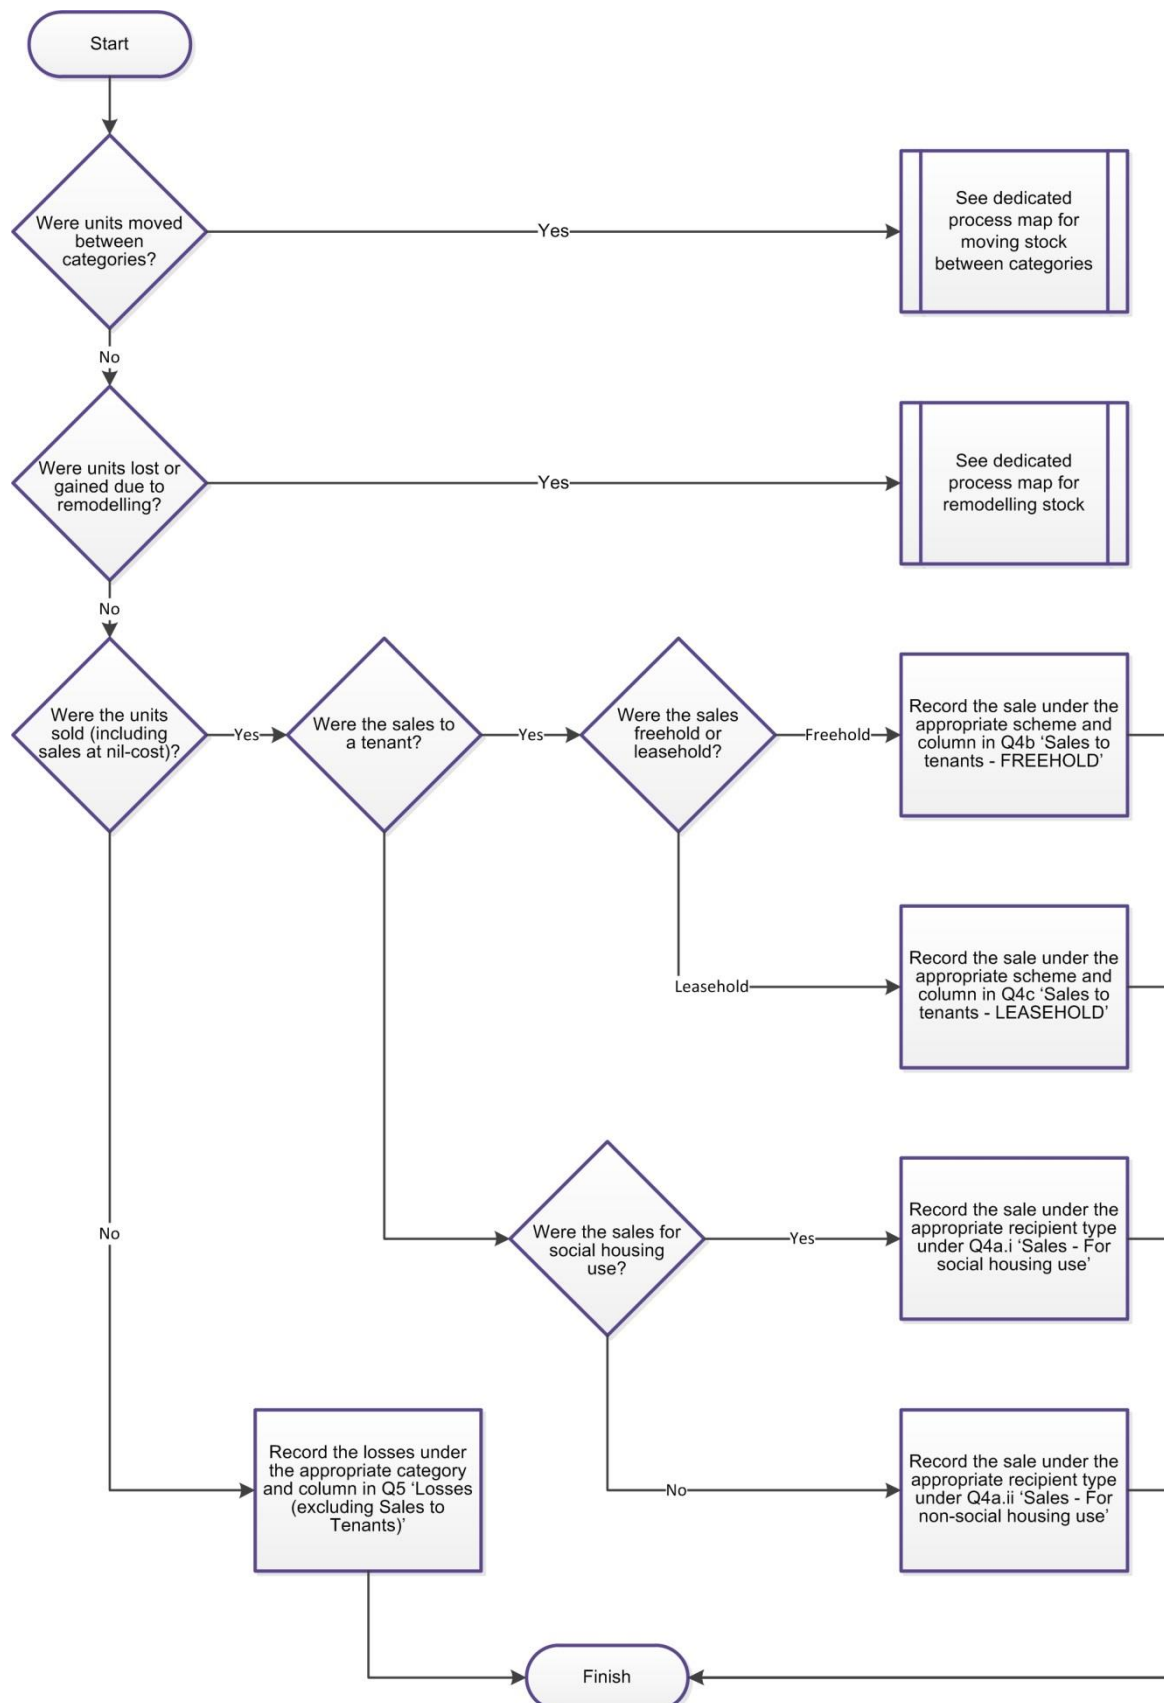 Start
Were units moved
between
categories?
Yes
See dedicated
process map for
moving stock
between categories
No
Were units lost or
gained due to
remodelling?
Yes
See dedicated
process map for
remodelling stock
No
Were the units
sold (including
sales at nil-cost)?
Yes
Were the sales to
a tenant?
Yes
Were the sales
freehold or
leasehold?
Freehold
Record the sale under the
appropriate scheme and
column in Q4b ‘Sales to
tenants - FREEHOLD’
Leasehold
Record the sale under the
appropriate scheme and
column in Q4c ‘Sales to
tenants - LEASEHOLD’
No
Were the sales for
social housing
use?
Yes
Record the sale under the
appropriate recipient type
under Q4a.i ‘Sales - For
social housing use’
Record the losses under
the appropriate category
and column in Q5 ‘Losses
(excluding Sales to
Tenants)’
No
Record the sale under the
appropriate recipient type
under Q4a.ii ‘Sales - For
non-social housing use’
Finish